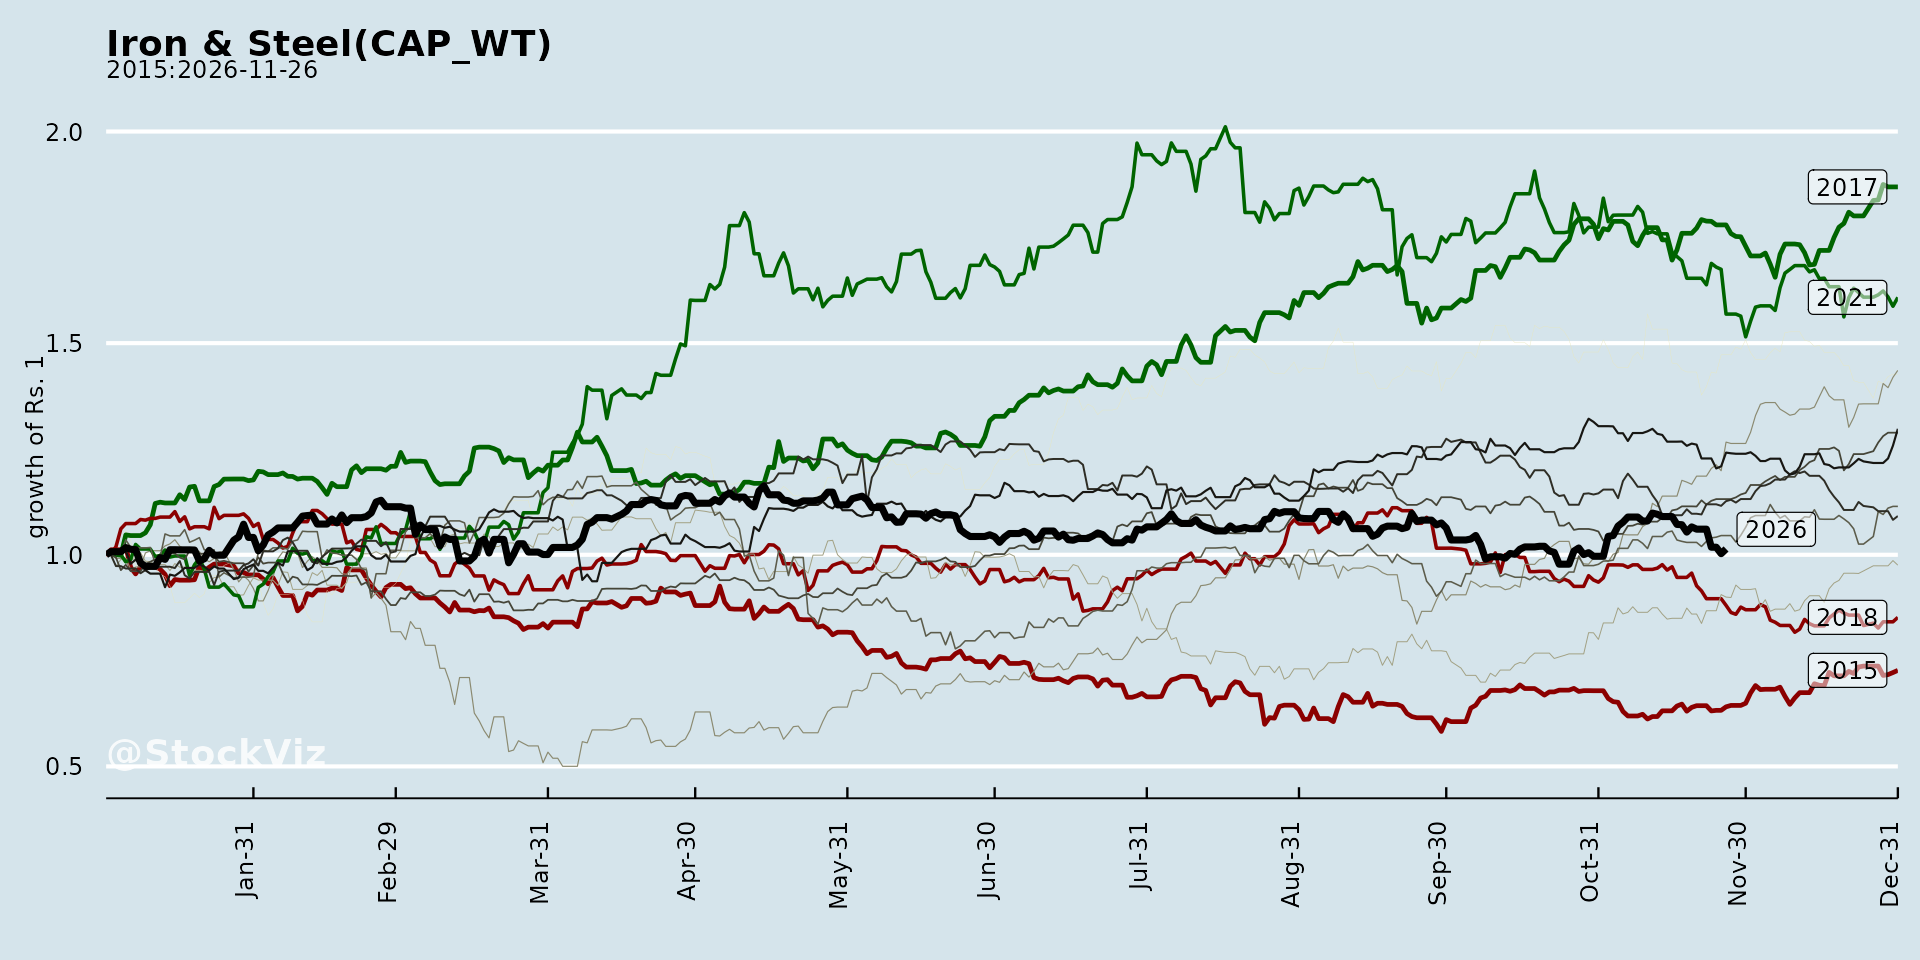 Iron & Steel(CAP_WT)
2015:2026-11-26
growth of Rs. 1
2.0
1.5
1.0
0.5
2017
2021
2026
2018
2015
@StockViz
Jan-31
Feb-29
Mar-31
Apr-30
May-31
Jun-30
Jul-31
Aug-31
Sep-30
Oct-31
Nov-30
Dec-31